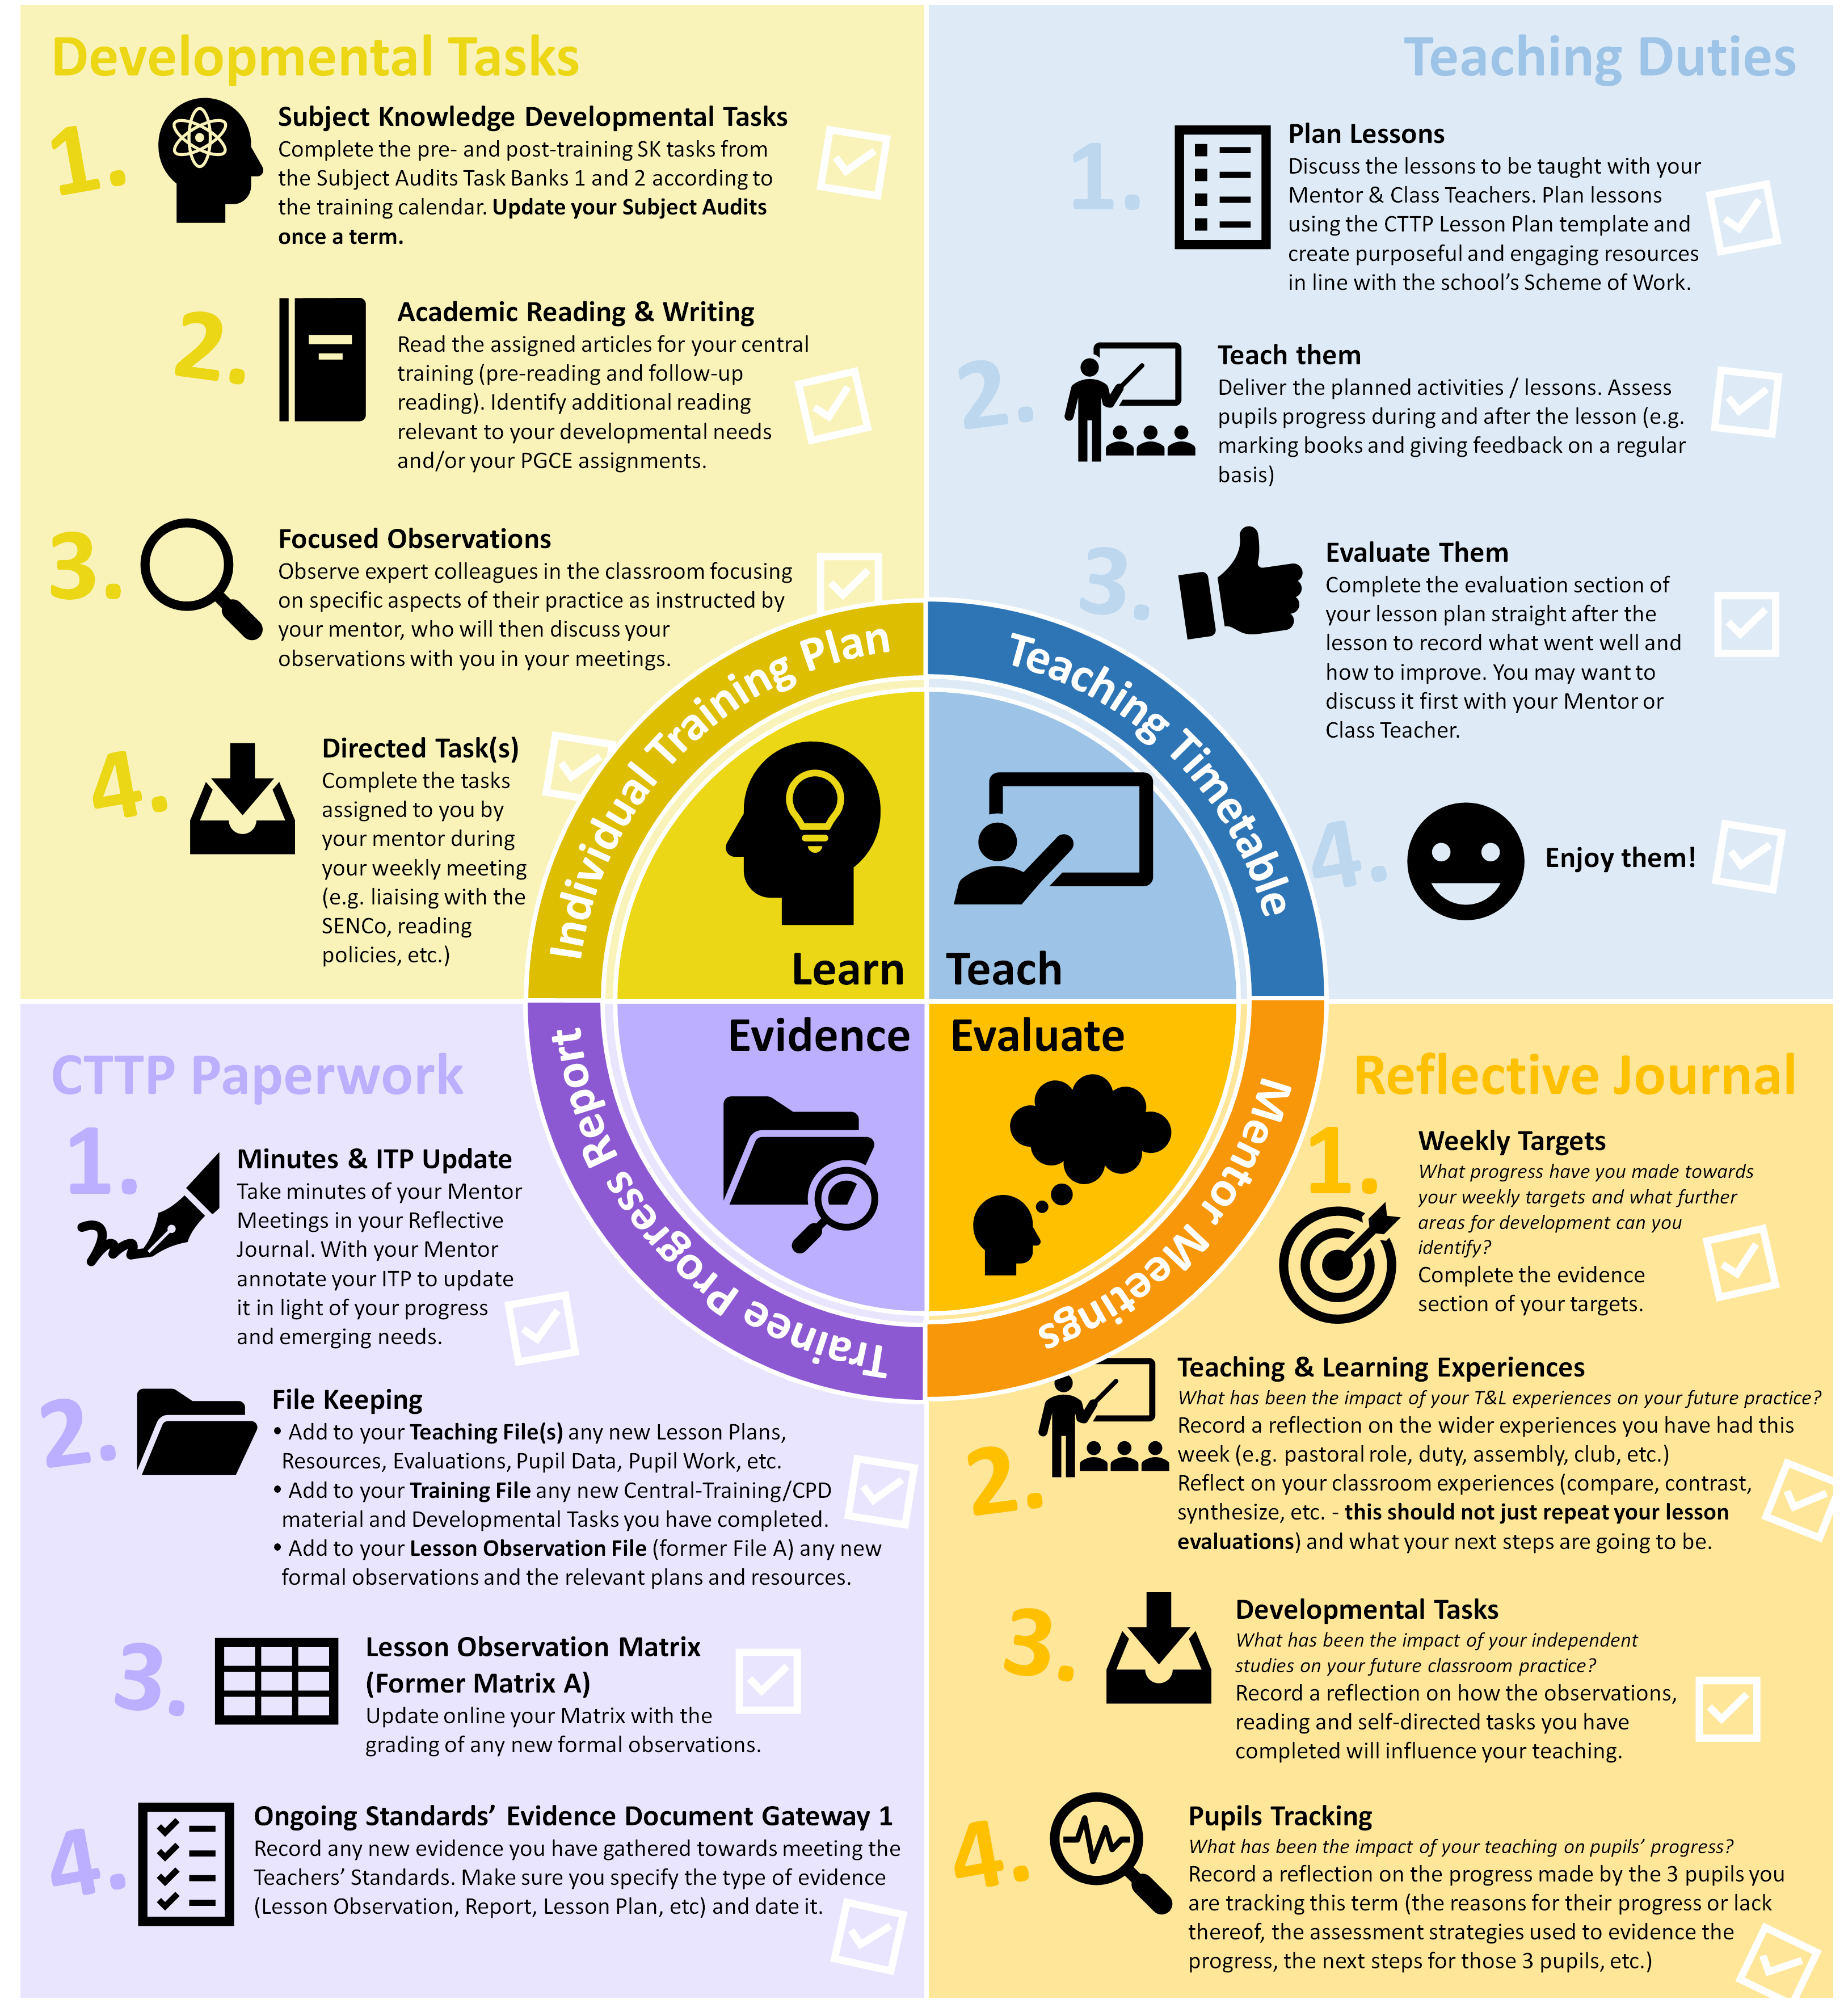 Developmental Tasks
1.
Subject Knowledge Developmental Tasks
Complete the pre- and post-training SK tasks from
the Subject Audits Task Banks 1 and 2 according to
the training calendar. Update your Subject Audits
once a term.
2.
Academic Reading & Writing
Read the assigned articles for your central
training (pre-reading and follow-up
reading). Identify additional reading
relevant to your developmental needs
and/or your PGCE assignments.
3.
Focused Observations
Observe expert colleagues in the classroom focusing
on specific aspects of their practice as instructed by
your mentor, who will then discuss your
observations with you in your meetings.
4.
Directed Task(s)
Complete the tasks
assigned to you by
your mentor during
your weekly meeting
(e.g. liaising with the
SENCo, reading
policies, etc.)
Individual Training Plan
Learn
Teaching Duties
1.
Plan Lessons
Discuss the lessons to be taught with your
Mentor & Class Teachers. Plan lessons
using the CTTP Lesson Plan template and
create purposeful and engaging resources
in line with the school's Scheme of Work.
2.
Teach them
Deliver the planned activities / lessons. Assess
pupils progress during and after the lesson (e.g.
marking books and giving feedback on a regular
basis)
3.
Evaluate Them
Complete the evaluation section of
your lesson plan straight after the
lesson to record what went well and
how to improve. You may want to
discuss it first with your Mentor or
Class Teacher.
4.
Enjoy them!
Teaching Timetable
Teach
CTTP Paperwork
1.
Minutes & ITP Update
Take minutes of your Mentor
Meetings in your Reflective
Journal. With your Mentor
annotate your ITP to update
it in light of your progress
and emerging needs.
2.
File Keeping
• Add to your Teaching File(s) any new Lesson Plans,
Resources, Evaluations, Pupil Data, Pupil Work, etc.
• Add to your Training File any new Central-Training/CPD
material and Developmental Tasks you have completed.
• Add to your Lesson Observation File (former File A) any new
formal observations and the relevant plans and resources.
3.
Lesson Observation Matrix
(Former Matrix A)
Update online your Matrix with the
grading of any new formal observations.
4.
Ongoing Standards' Evidence Document Gateway 1
Record any new evidence you have gathered towards meeting the
Teachers' Standards. Make sure you specify the type of evidence
(Lesson Observation, Report, Lesson Plan, etc) and date it.
Trainee Progress Report
Evidence
Evaluate
Mentor Meetings
Reflective Journal
1.
Weekly Targets
What progress have you made towards
your weekly targets and what further
areas for development can you
identify?
Complete the evidence
section of your targets.
2.
Teaching & Learning Experiences
What has been the impact of your T&L experiences on your future practice?
Record a reflection on the wider experiences you have had this
week (e.g. pastoral role, duty, assembly, club, etc.)
Reflect on your classroom experiences (compare, contrast,
synthesize, etc. - this should not just repeat your lesson
evaluations) and what your next steps are going to be.
3.
Developmental Tasks
What has been the impact of your independent
studies on your future classroom practice?
Record a reflection on how the observations,
reading and self-directed tasks you have
completed will influence your teaching.
4.
Pupils Tracking
What has been the impact of your teaching on pupils' progress?
Record a reflection on the progress made by the 3 pupils you
are tracking this term (the reasons for their progress or lack
thereof, the assessment strategies used to evidence the
progress, the next steps for those 3 pupils, etc.)